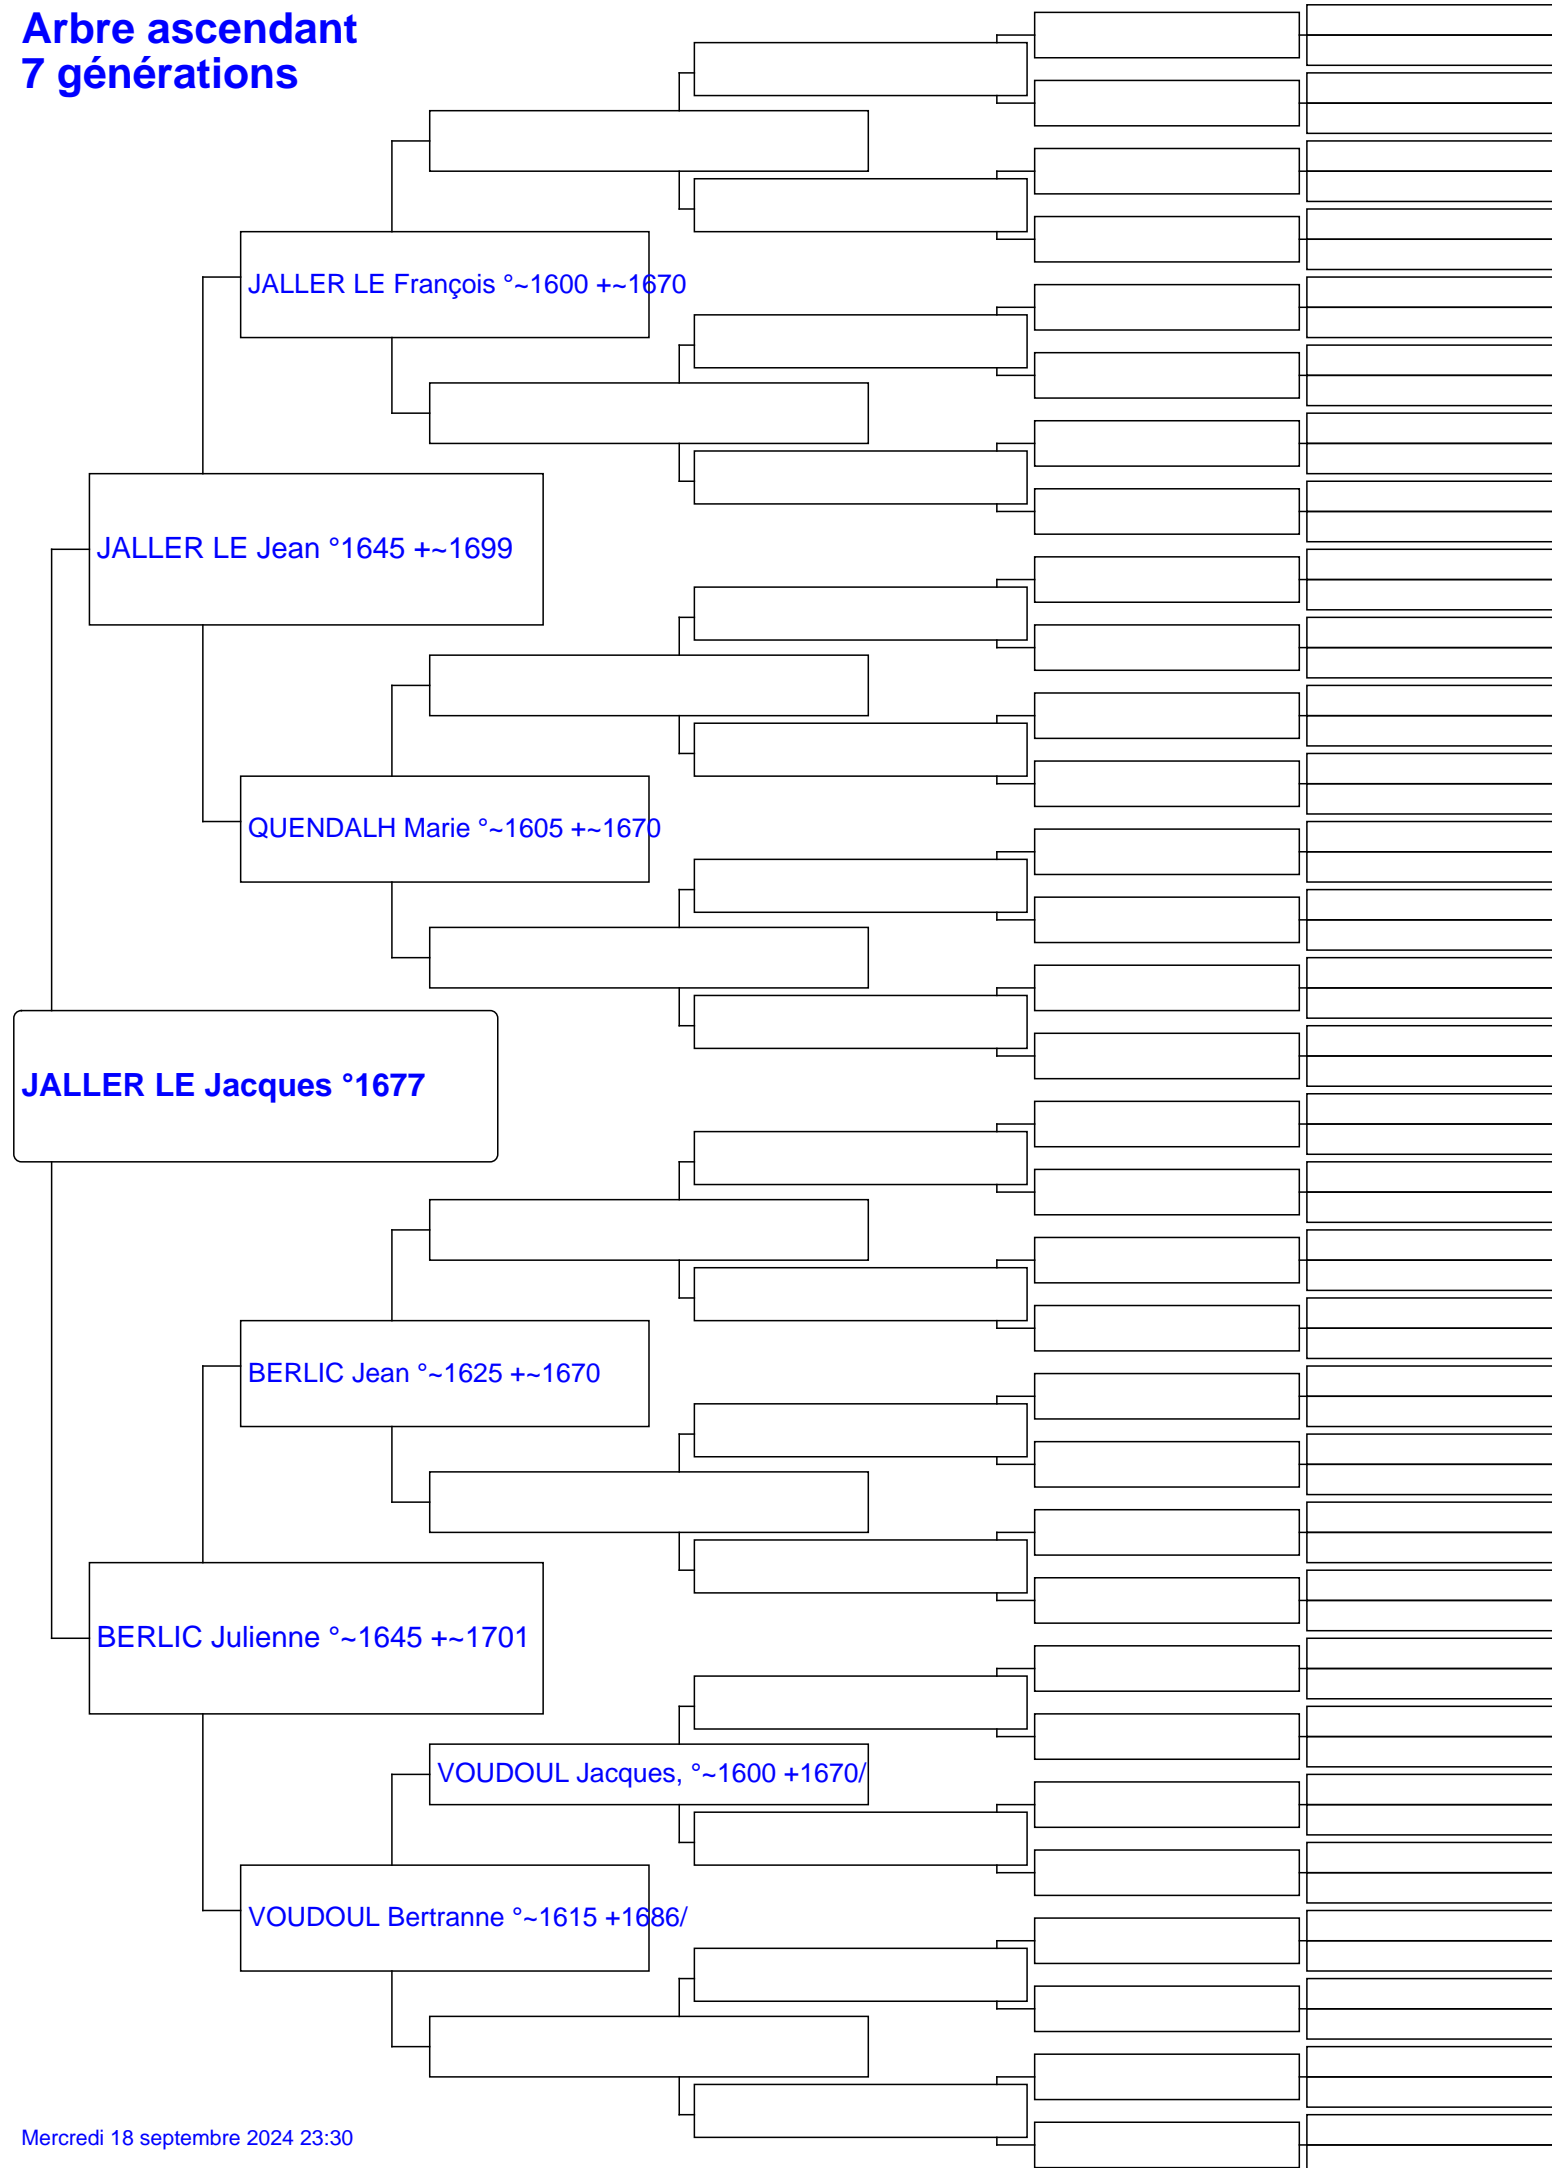 Arbre ascendant
7 générations
JALLER LE François °~1600 +~1670
JALLER LE Jean °1645 +~1699
QUENDALH Marie °~1605 +~1670
JALLER LE Jacques °1677
BERLIC Jean °~1625 +~1670
BERLIC Julienne °~1645 +~1701
VOUDOUL Jacques, °~1600 +1670/
VOUDOUL Bertranne °~1615 +1686/
Mercredi 18 septembre 2024 23:30